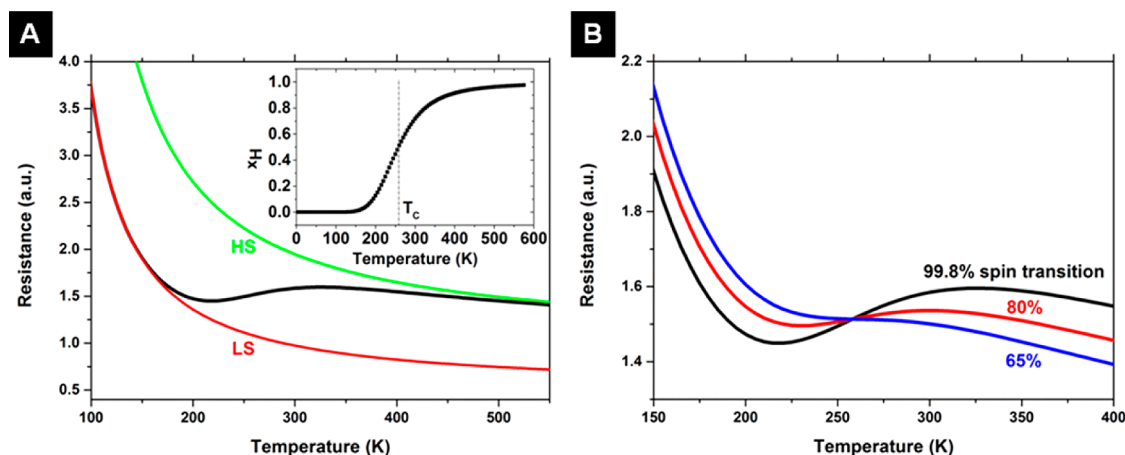 A
4.0
3.5
3.0
2.5
2.0
1.5
1.0
0.5
100
200
300
400
500
Resistance (a.u.)
Temperature (K)
HS
LS
1.0
0.8
0.6
0.4
0.2
0.0
0 100 200 300 400 500 600
xH
Temperature (K)
Tc
B
2.2
2.0
1.8
1.6
1.4
150 200 250 300 350 400
Resistance (a.u.)
Temperature (K)
99.8% spin transition
80%
65%